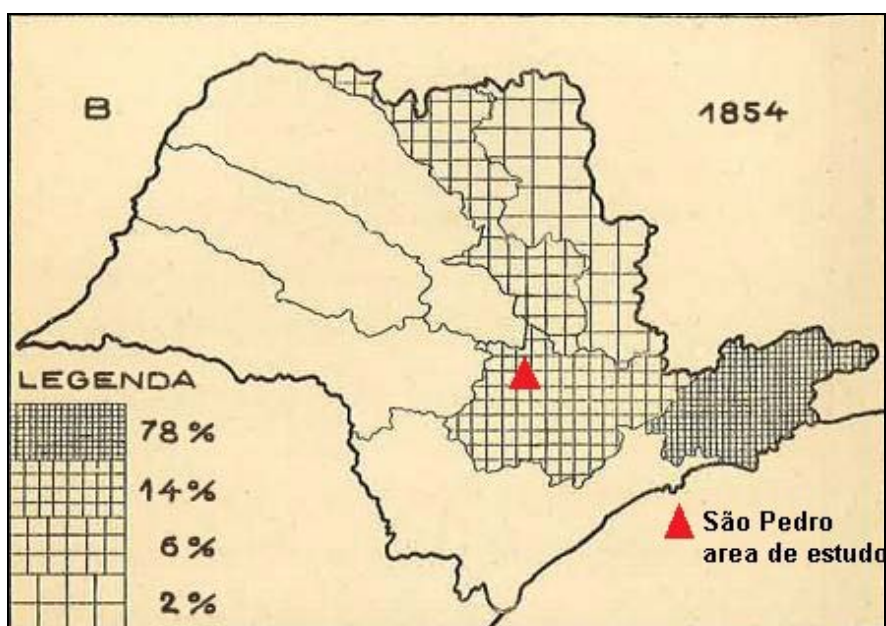 B
1854
LEGENDA
78%
14%
6%
2%
São Pedro
area de estudo